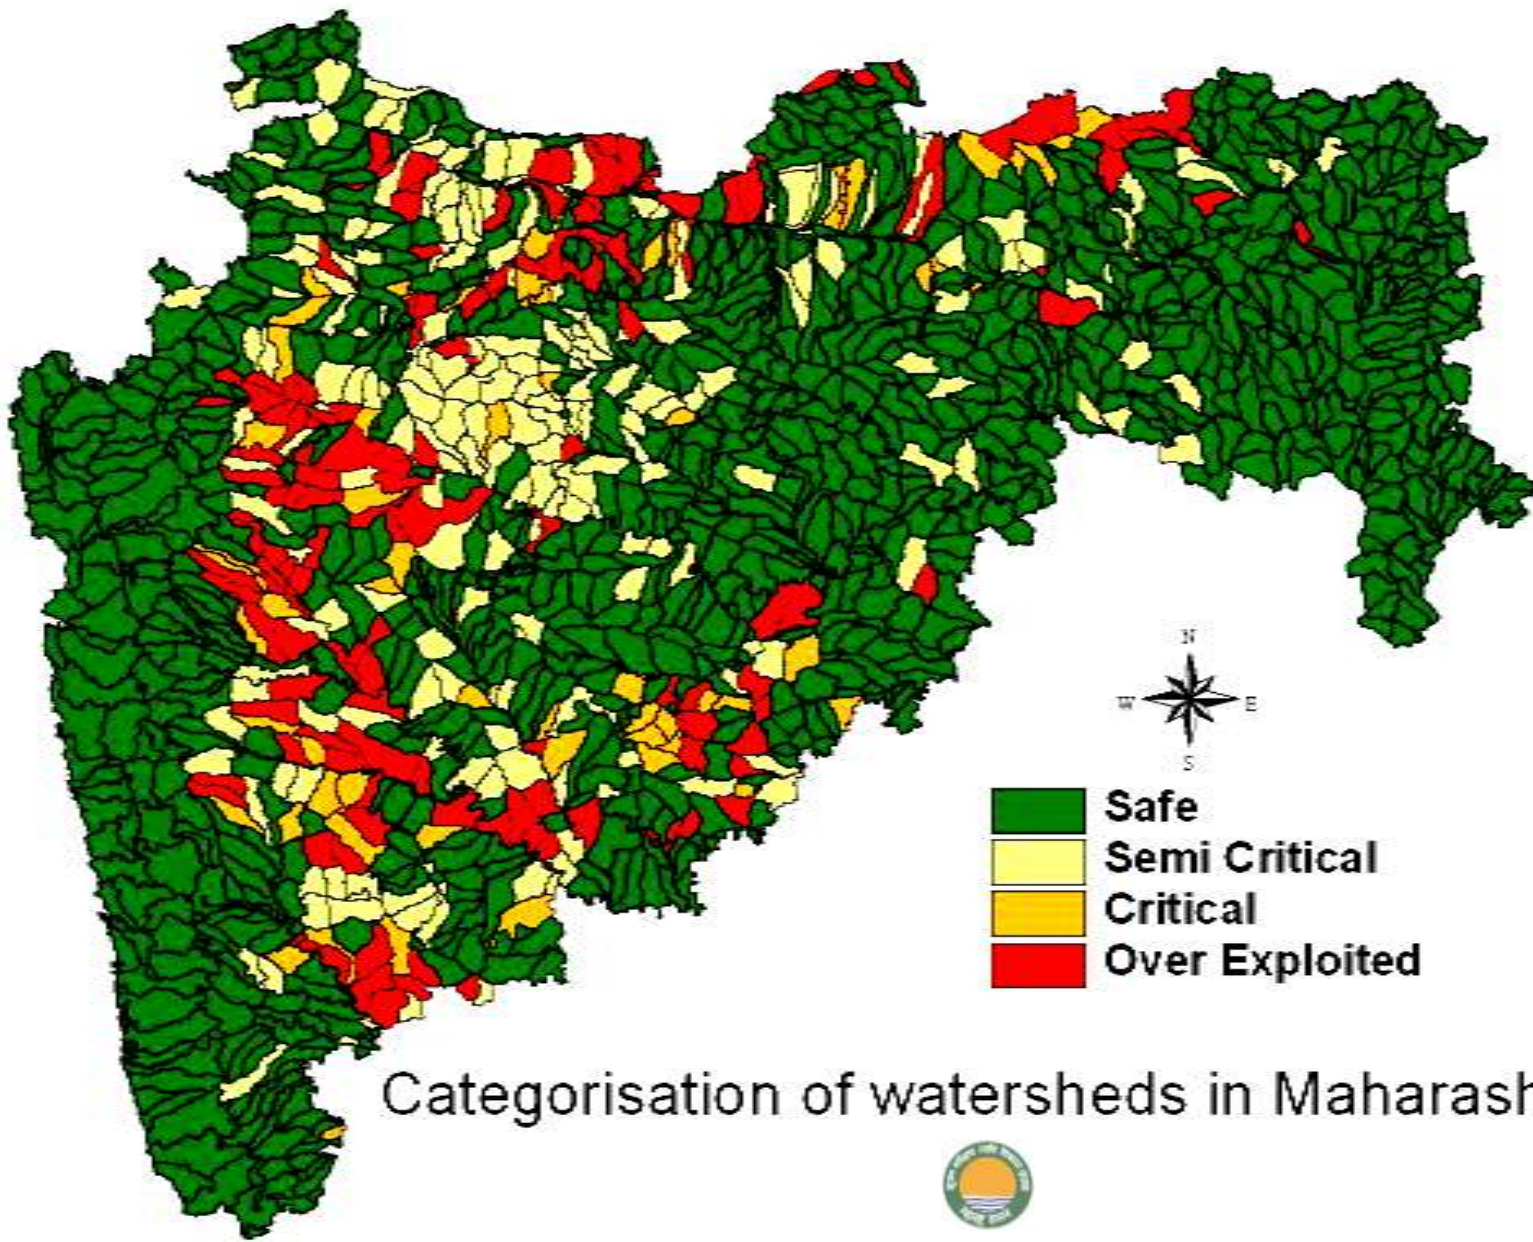 N
W E
S
Safe
Semi Critical
Critical
Over Exploited
Categorisation of watersheds in Maharash